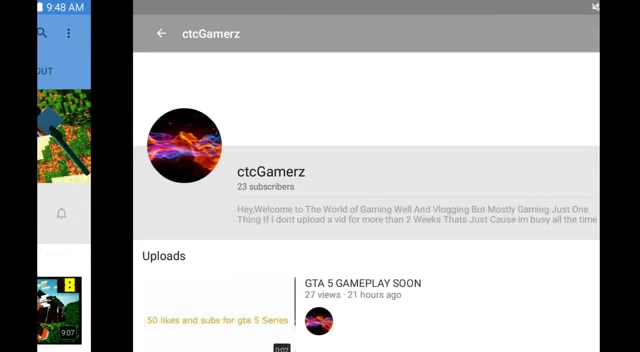 9:48 AM
ctcGamerz
OUT
ctcGamerz
23 subscribers
Hey,Welcome to The World of Gaming Well And Vlogging But Mostly Gaming Just One
Thing If I dont upload a vid for more than 2 Weeks Thats Just Cause im busy all the time
Uploads
GTA 5 GAMEPLAY SOON
27 views · 21 hours ago
50 likes and subs for gta 5 Series
9:07
0:02